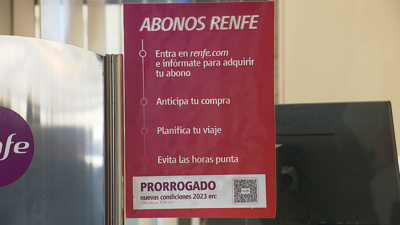 ABONOS RENFE
Entra en renfe.com
e infórmate para adquirir
tu abono
Anticipa tu compra
Planifica tu viaje
Evita las horas punta
PRORROGADO
nuevas condiciones 2023 en:
nfe